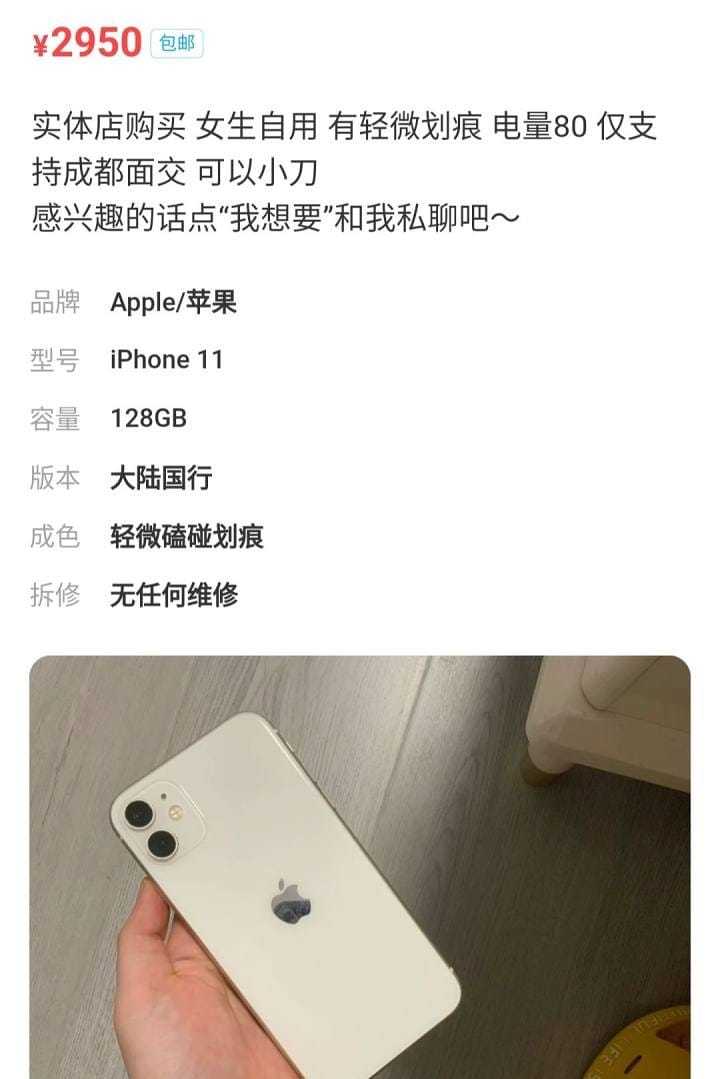 ¥2950 包邮
实体店购买 女生自用 有轻微划痕 电量80 仅支
持成都面交 可以小刀
感兴趣的话点“我想要”和我私聊吧～
品牌 Apple/苹果
型号 iPhone 11
容量 128GB
版本 大陆国行
成色 轻微磕碰划痕
拆修 无任何维修